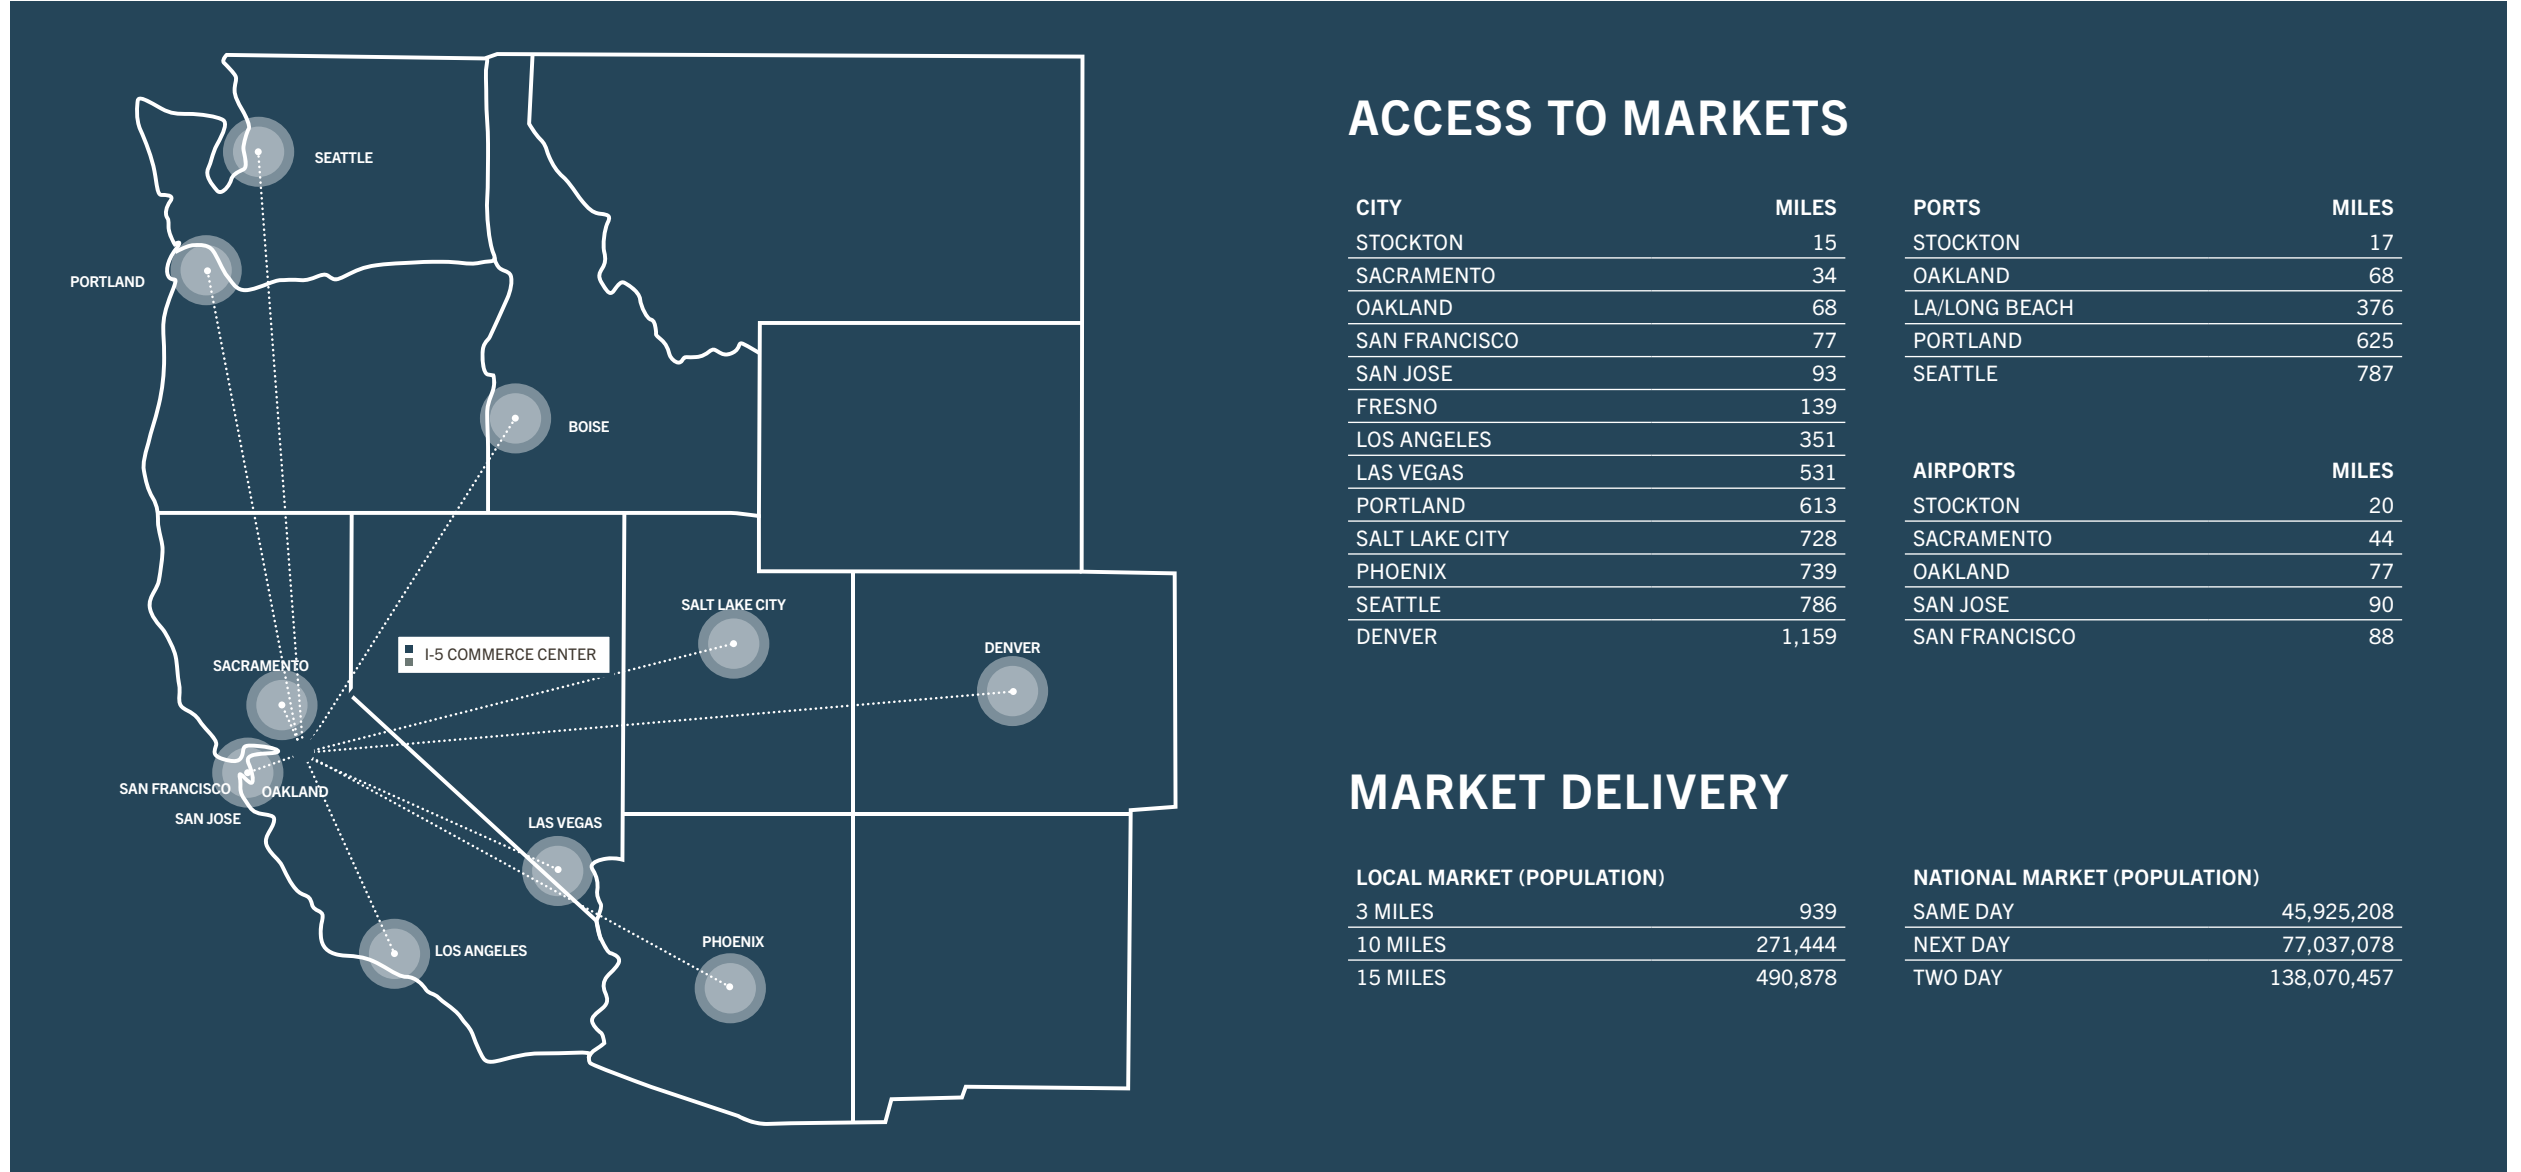 SEATTLE
PORTLAND
BOISE
SALT LAKE CITY
DENVER
I-5 COMMERCE CENTER
SACRAMENTO
SAN FRANCISCO
OAKLAND
SAN JOSE
LAS VEGAS
LOS ANGELES
PHOENIX
ACCESS TO MARKETS
CITY MILES
STOCKTON 15
SACRAMENTO 34
OAKLAND 68
SAN FRANCISCO 77
SAN JOSE 93
FRESNO 139
LOS ANGELES 351
LAS VEGAS 531
PORTLAND 613
SALT LAKE CITY 728
PHOENIX 739
SEATTLE 786
DENVER 1,159
PORTS MILES
STOCKTON 17
OAKLAND 68
LA/LONG BEACH 376
PORTLAND 625
SEATTLE 787
AIRPORTS MILES
STOCKTON 20
SACRAMENTO 44
OAKLAND 77
SAN JOSE 90
SAN FRANCISCO 88
MARKET DELIVERY
LOCAL MARKET (POPULATION)
3 MILES 939
10 MILES 271,444
15 MILES 490,878
NATIONAL MARKET (POPULATION)
SAME DAY 45,925,208
NEXT DAY 77,037,078
TWO DAY 138,070,457